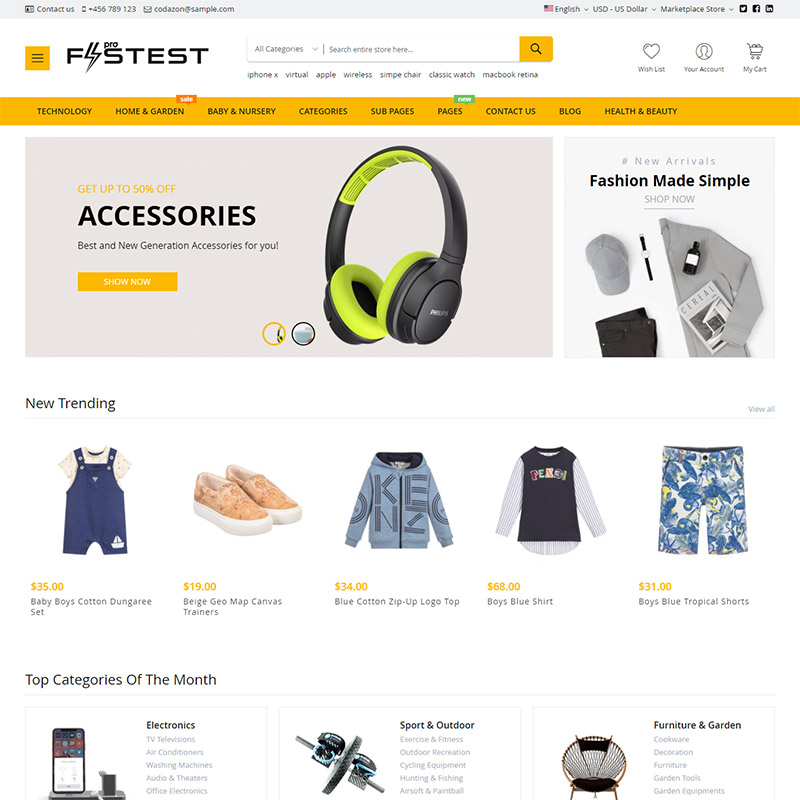 Contact us +456 789 123 codazon@sample.com English USD - US Dollar Marketplace Store
FASTEST pro
All Categories Search entire store here...
iphone x virtual apple wireless simpe chair classic watch macbook retina
Wish List Your Account My Cart
sale new
TECHNOLOGY HOME & GARDEN BABY & NURSERY CATEGORIES SUB PAGES PAGES CONTACT US BLOG HEALTH & BEAUTY
GET UP TO 50% OFF
ACCESSORIES
Best and New Generation Accessories for you!
SHOW NOW
PHILIPS
# New Arrivals
Fashion Made Simple
SHOP NOW
CEREAL
New Trending View all
KENZO
FENDI
$35.00
Baby Boys Cotton Dungaree
Set
$19.00
Beige Geo Map Canvas
Trainers
$34.00
Blue Cotton Zip-Up Logo Top
$68.00
Boys Blue Shirt
$31.00
Boys Blue Tropical Shorts
Top Categories Of The Month
Electronics
TV Televisions
Air Conditioners
Washing Machines
Audio & Theaters
Office Electronics
Sport & Outdoor
Exercise & Fitness
Outdoor Recreation
Cycling Equipment
Hunting & Fishing
Airsoft & Paintball
Furniture & Garden
Cookware
Decoration
Furniture
Garden Tools
Garden Equipments